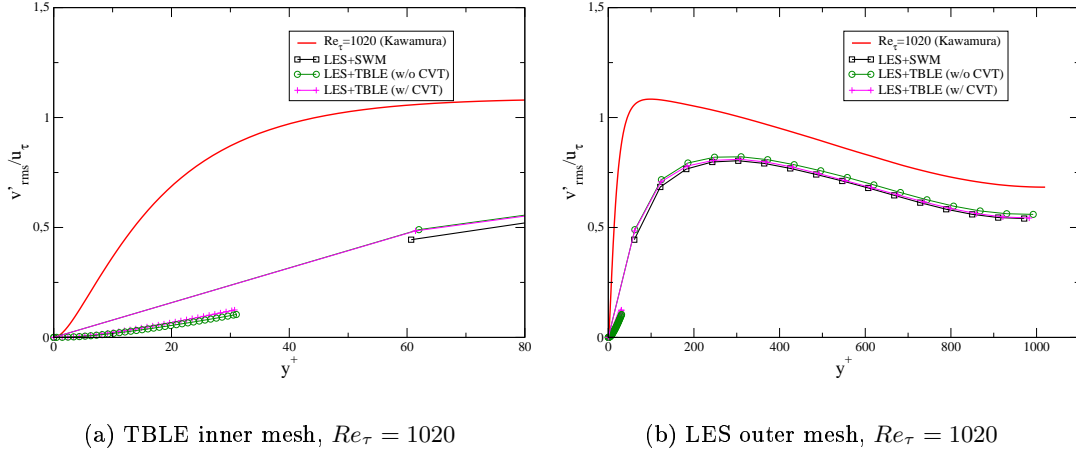 1,5
1
0,5
0
0
20
40
60
80
y+
v'rms/uτ
Reτ=1020 (Kawamura)
LES+SWM
LES+TBLE (w/o CVT)
LES+TBLE (w/ CVT)
(a) TBLE inner mesh, Reτ = 1020
1,5
1
0,5
0
0
200
400
600
800
1000
y+
v'rms/uτ
Reτ=1020 (Kawamura)
LES+SWM
LES+TBLE (w/o CVT)
LES+TBLE (w/ CVT)
(b) LES outer mesh, Reτ = 1020